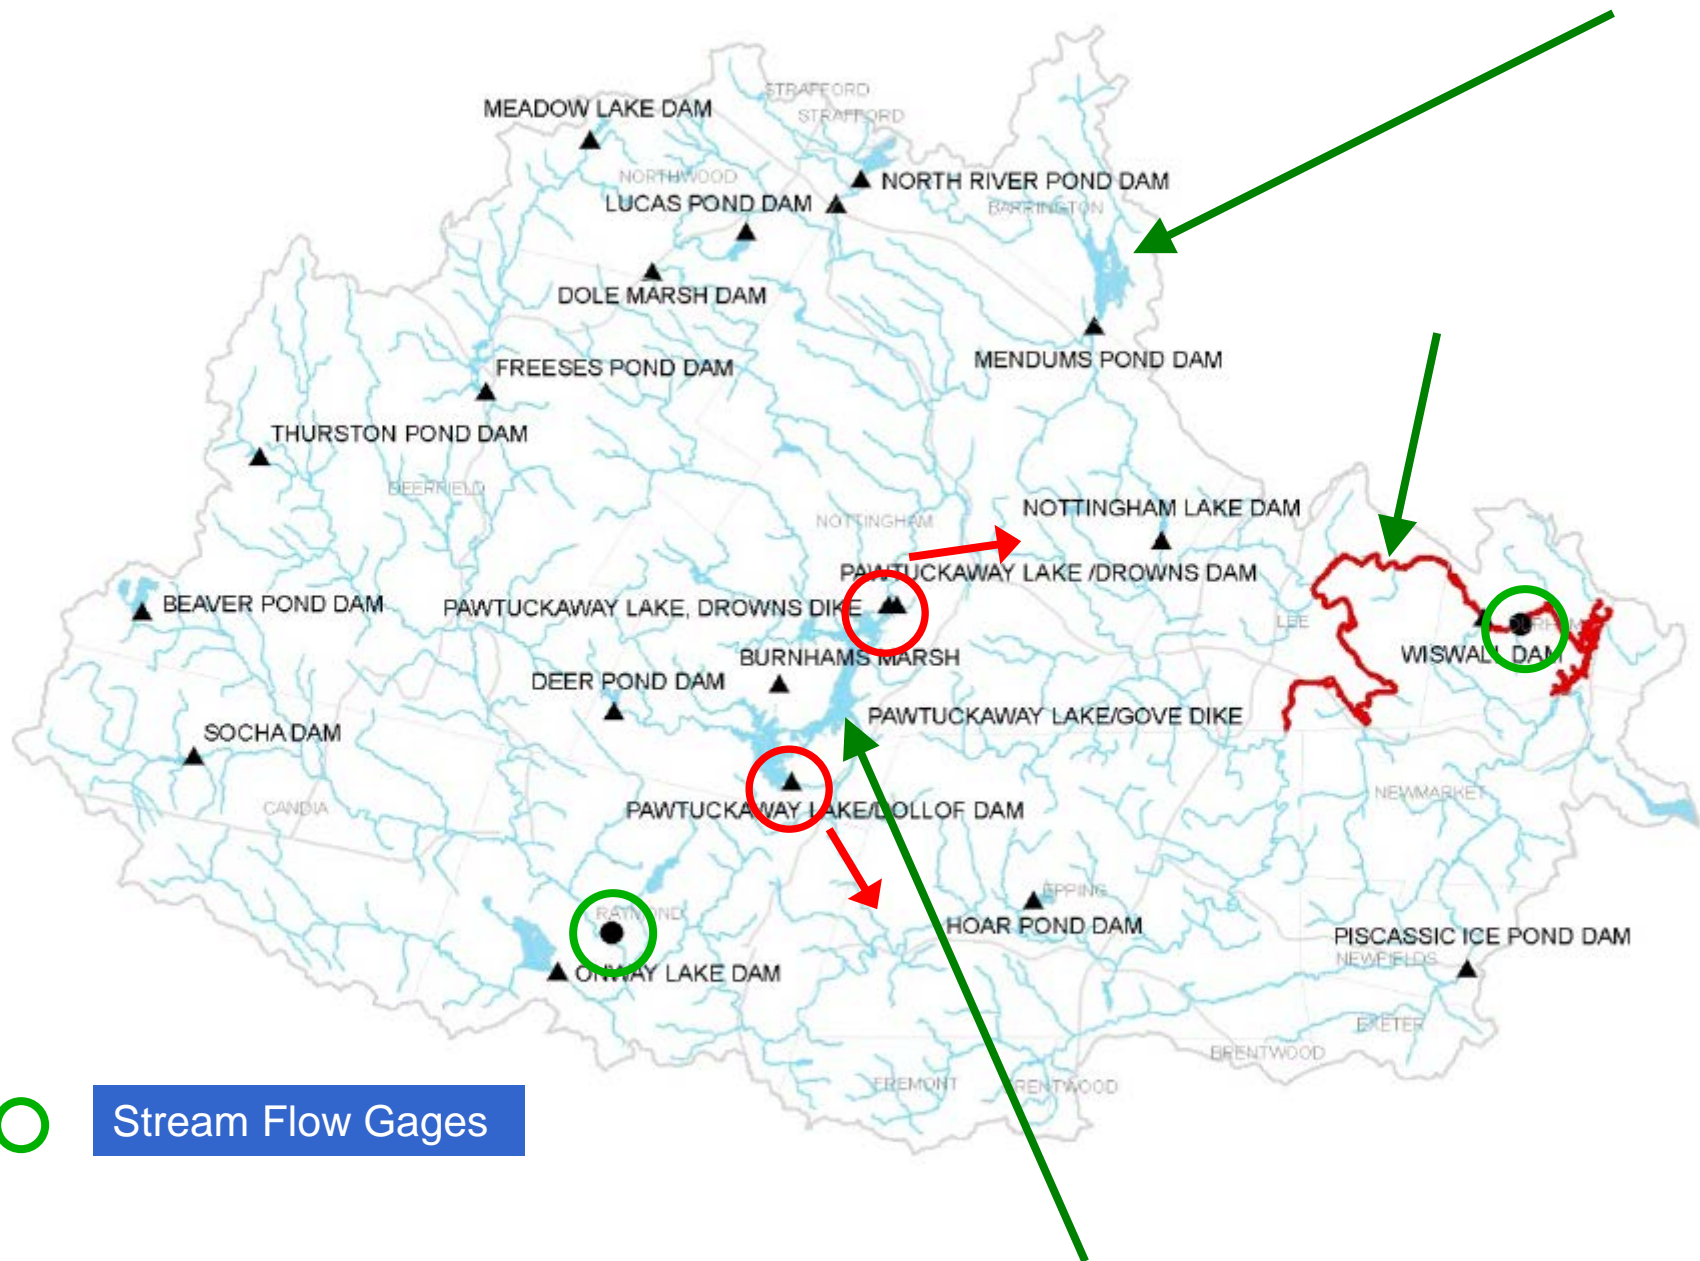 STRAFFORD
MEADOW LAKE DAM
STRAFFORD
NORTHWOOD
NORTH RIVER POND DAM
LUCAS POND DAM
BARRINGTON
DOLE MARSH DAM
MENDUMS POND DAM
FREESES POND DAM
THURSTON POND DAM
DEERFIELD
NOTTINGHAM LAKE DAM
NOTTINGHAM
PAWTUCKAWAY LAKE /DROWNS DAM
BEAVER POND DAM
PAWTUCKAWAY LAKE, DROWNS DIKE
LEE
DURHAM
WISWALL DAM
BURNHAMS MARSH
DEER POND DAM
PAWTUCKAWAY LAKE/GOVE DIKE
SOCHA DAM
NEWMARKET
CANDIA
PAWTUCKAWAY LAKE/DOLLOF DAM
EPPING
RAYMOND
HOAR POND DAM
PISCASSIC ICE POND DAM
NEWFIELDS
ONWAY LAKE DAM
EXETER
BRENTWOOD
FREMONT
BRENTWOOD
Stream Flow Gages